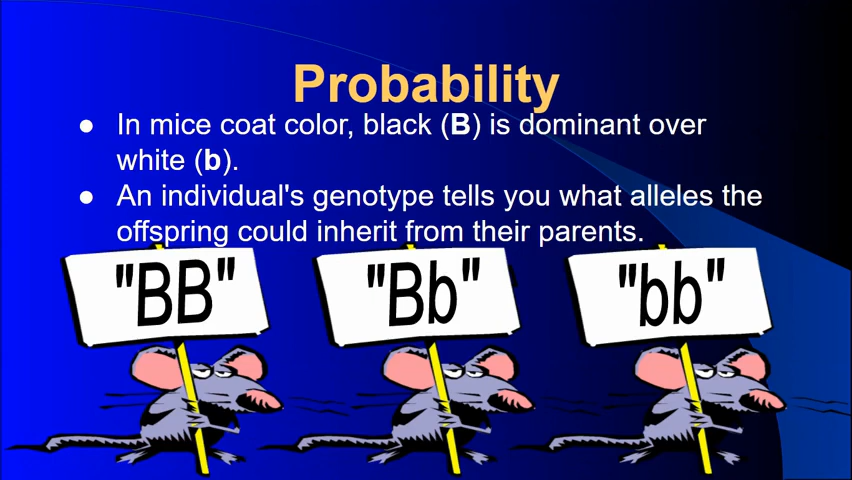 Probability
● In mice coat color, black (B) is dominant over
white (b).
● An individual's genotype tells you what alleles the
offspring could inherit from their parents.
"BB" "Bb" "bb"